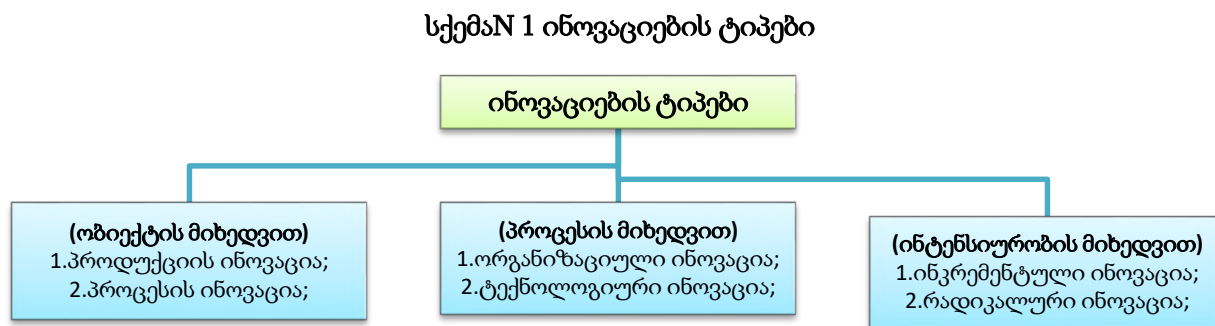 სქემაN 1 ინოვაციების ტიპები
ინოვაციების ტიპები
(ობიექტის მიხედვით)
1.პროდუქციის ინოვაცია;
2.პროცესის ინოვაცია;
(პროცესის მიხედვით)
1.ორგანიზაციული ინოვაცია;
2.ტექნოლოგიური ინოვაცია;
(ინტენსიურობის მიხედვით)
1.ინკრემენტული ინოვაცია;
2.რადიკალური ინოვაცია;